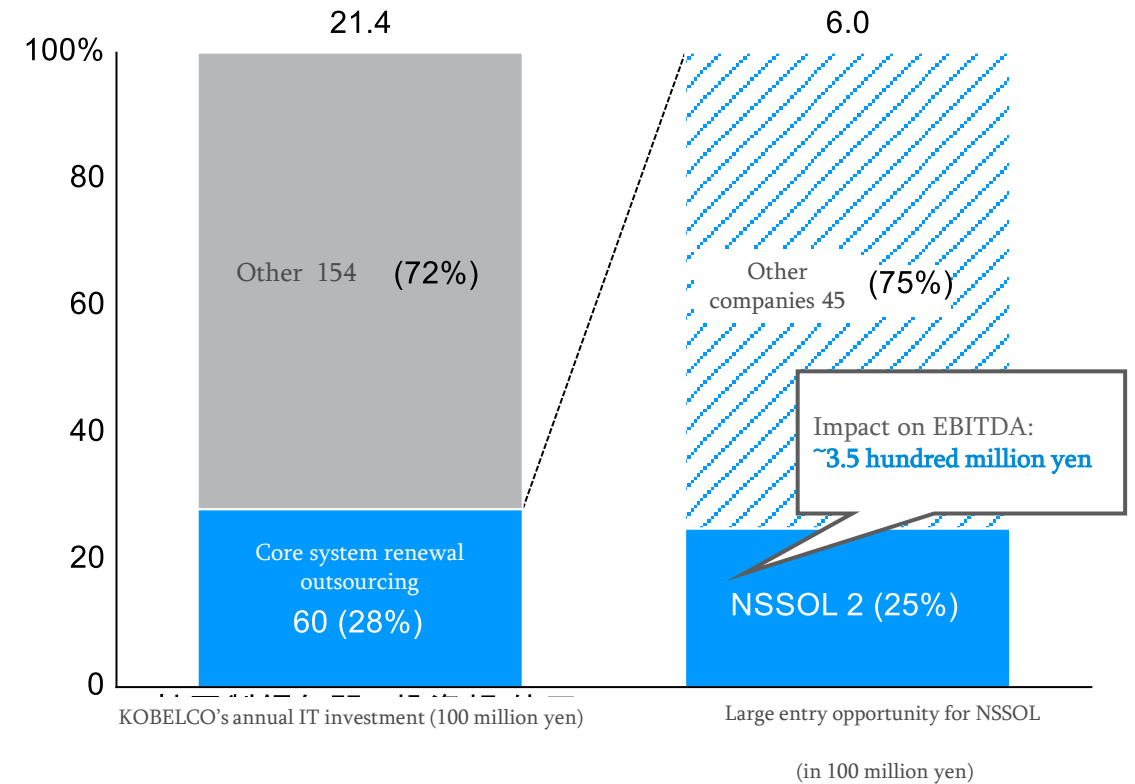 21.4
6.0
100%
80
60
40
20
0
Other 154 (72%)
Core system renewal
outsourcing
60 (28%)
Other
companies 45
(75%)
Impact on EBITDA:
~3.5 hundred million yen
NSSOL 2 (25%)
KOBELCO's annual IT investment (100 million yen)
Large entry opportunity for NSSOL
(in 100 million yen)